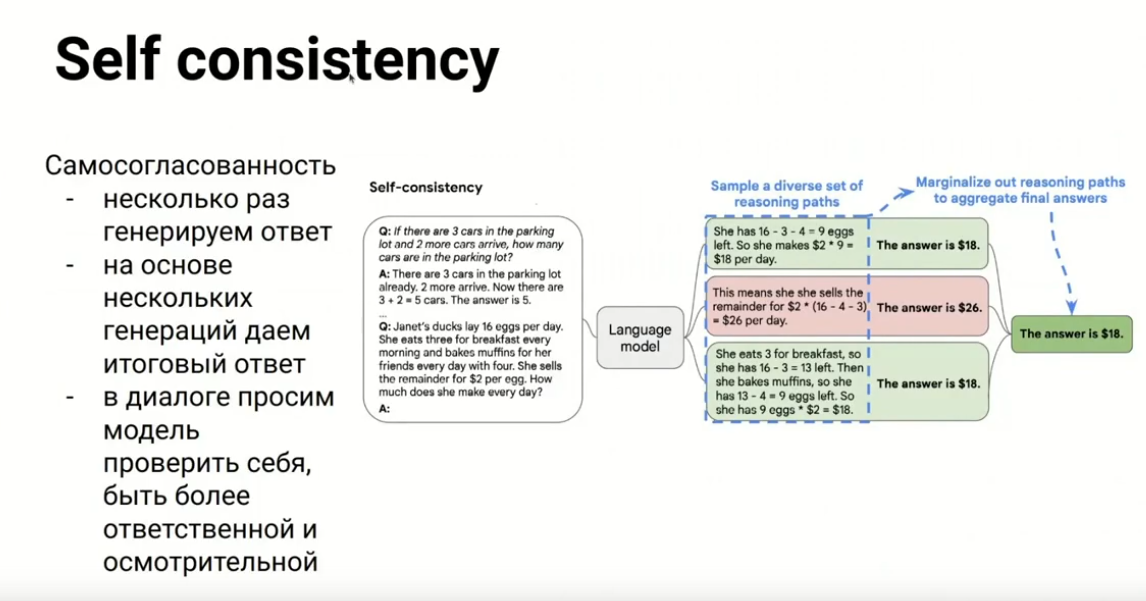 Self consistency
Самосогласованность
- несколько раз
генерируем ответ
- на основе
нескольких
генераций даем
итоговый ответ
- в диалоге просим
модель
проверить себя,
быть более
ответственной и
осмотрительной
Self-consistency
Q: If there are 3 cars in the parking
lot and 2 more cars arrive, how many
cars are in the parking lot?
A: There are 3 cars in the parking lot
already. 2 more arrive. Now there are
3 + 2 = 5 cars. The answer is 5.
...
Q: Janet's ducks lay 16 eggs per day.
She eats three for breakfast every
morning and bakes muffins for her
friends every day with four. She sells
the remainder for $2 per egg. How
much does she make every day?
A:
Language
model
Sample a diverse set of
reasoning paths
She has 16 - 3 - 4 = 9 eggs
left. So she makes $2 * 9 =
$18 per day.
The answer is $18.
This means she she sells the
remainder for $2 * (16 - 4 - 3)
= $26 per day.
The answer is $26.
She eats 3 for breakfast, so
she has 16 - 3 = 13 left. Then
she bakes muffins, so she
has 13 - 4 = 9 eggs left. So
she has 9 eggs * $2 = $18.
The answer is $18.
Marginalize out reasoning paths
to aggregate final answers
The answer is $18.